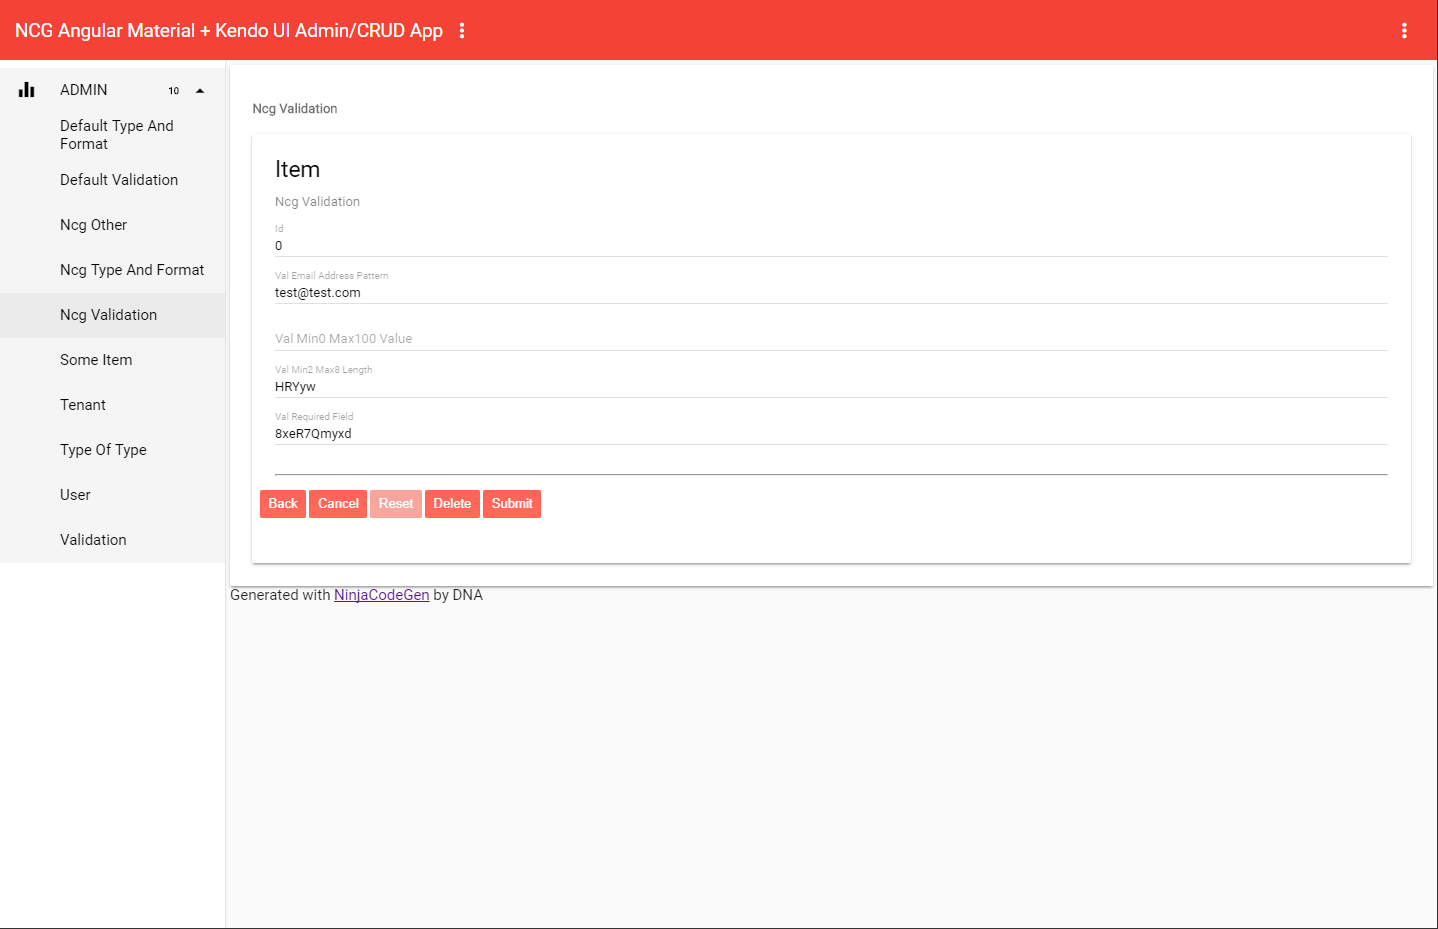 NCG Angular Material + Kendo UI Admin/CRUD App
ADMIN 10
Default Type And
Format
Default Validation
Ncg Other
Ncg Type And Format
Ncg Validation
Some Item
Tenant
Type Of Type
User
Validation
Ncg Validation
Item
Ncg Validation
Id
0
Val Email Address Pattern
test@test.com
Val Min0 Max100 Value
Val Min2 Max8 Length
HRYyw
Val Required Field
8xeR7Qmyxd
Back Cancel Reset Delete Submit
Generated with NinjaCodeGen by DNA